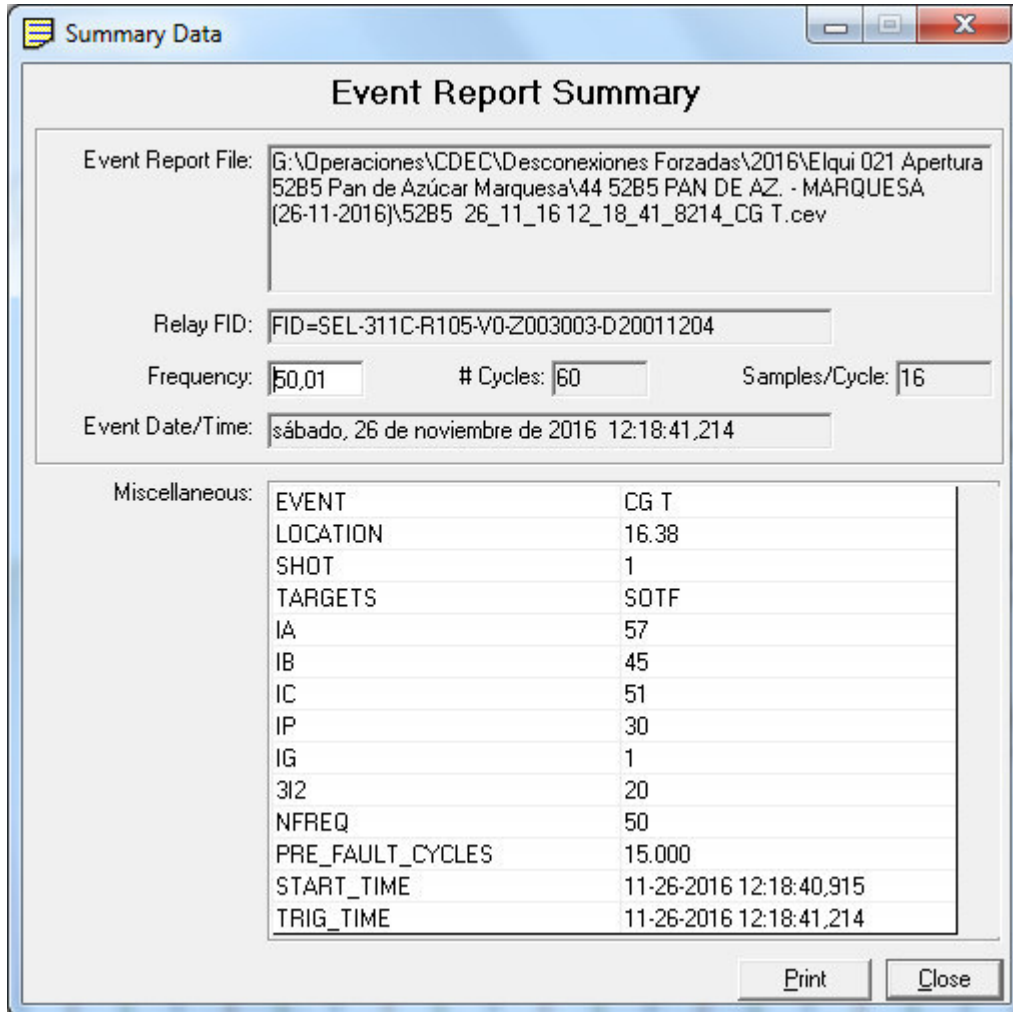 Summary Data
Event Report Summary
Event Report File: G:\Operaciones\CDEC\Desconexiones Forzadas\2016\Elqui 021 Apertura
52B5 Pan de Azúcar Marquesa\44 52B5 PAN DE AZ. - MARQUESA
(26-11-2016)\52B5 26_11_16 12_18_41_8214_CG T.cev
Relay FID: FID=SEL-311C-R105-V0-Z003003-D20011204
Frequency: 50,01 # Cycles: 60 Samples/Cycle: 16
Event Date/Time: sábado, 26 de noviembre de 2016 12:18:41,214
Miscellaneous:
EVENT CG T
LOCATION 16.38
SHOT 1
TARGETS SOTF
IA 57
IB 45
IC 51
IP 30
IG 1
3I2 20
NFREQ 50
PRE_FAULT_CYCLES 15.000
START_TIME 11-26-2016 12:18:40,915
TRIG_TIME 11-26-2016 12:18:41,214
Print Close